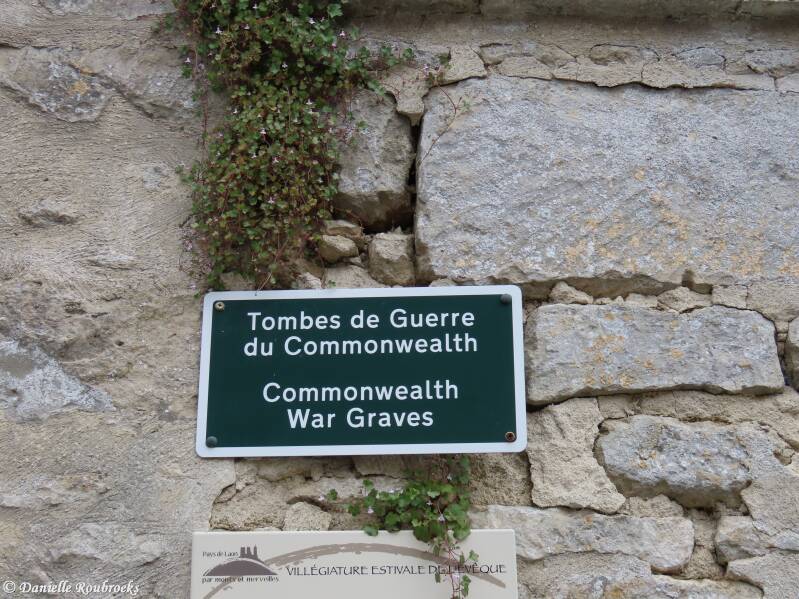 Tombes de Guerre
du Commonwealth
Commonwealth
War Graves
Pays de Laon
par monts et merveilles
VILLÉGIATURE ESTIVALE DE L'ÉVÊQUE
© Danielle Roubroeks